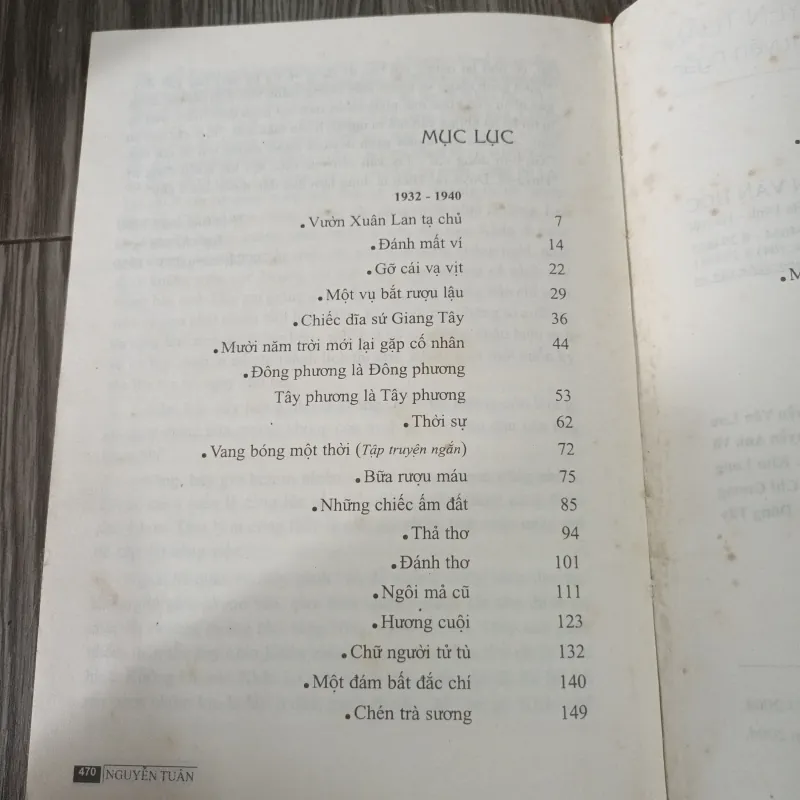 MỤC LỤC
1932 - 1940
•Vườn Xuân Lan tạ chủ 7
•Đánh mất ví 14
•Gỡ cái vạ vịt 22
•Một vụ bắt rượu lậu 29
•Chiếc đĩa sứ Giang Tây 36
•Mười năm trời mới lại gặp cố nhân 44
•Đông phương là Đông phương
Tây phương là Tây phương 53
•Thời sự 62
•Vang bóng một thời (Tập truyện ngắn) 72
•Bữa rượu máu 75
•Những chiếc ấm đất 85
•Thả thơ 94
•Đánh thơ 101
•Ngôi mả cũ 111
•Hương cuội 123
•Chữ người tử tù 132
•Một đám bất đắc chí 140
•Chén trà sương 149
470 NGUYỄN TUÂN